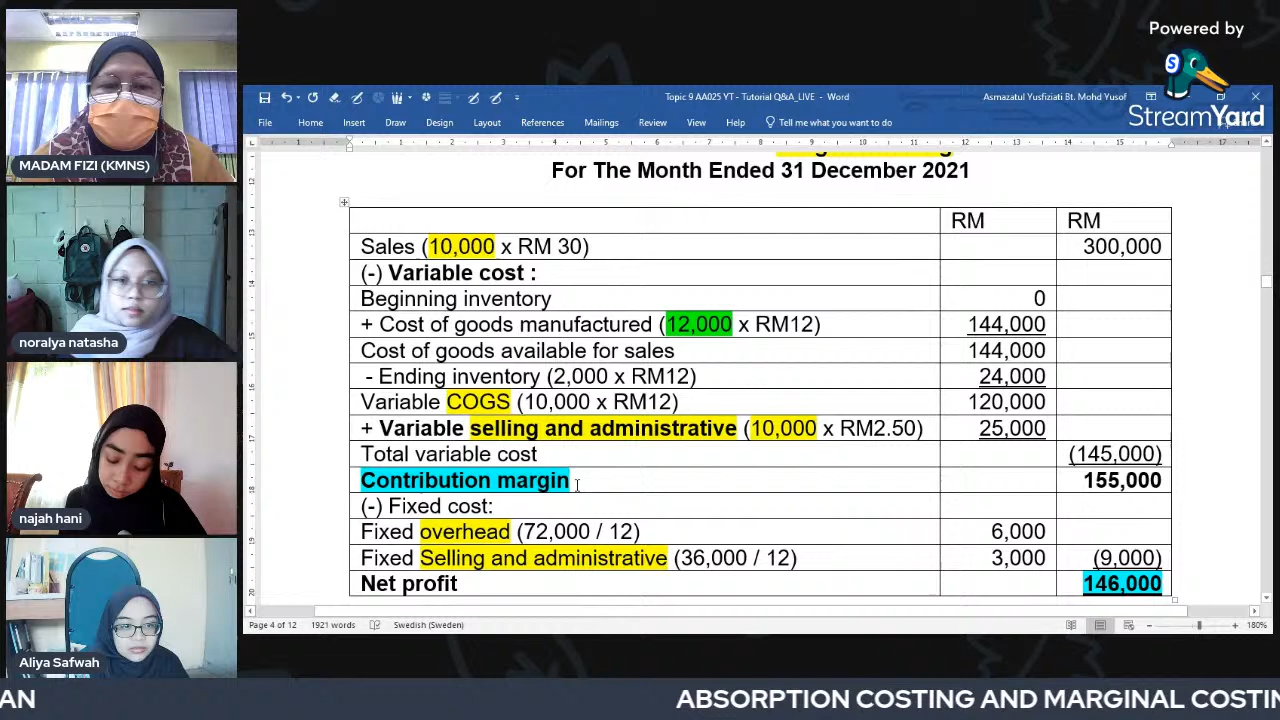 Powered by
StreamYard
MADAM FIZI (KMNS)
noralya natasha
najah hani
Aliya Safwah
Topic 9 AA025 YT - Tutorial Q&A_LIVE - Word
Asmazatul Yusfiziati Bt. Mohd Yusof
File Home Insert Draw Design Layout References Mailings Review View Help Tell me what you want to do
For The Month Ended 31 December 2021
RM RM
Sales (10,000 x RM 30) 300,000
(-) Variable cost :
Beginning inventory 0
+ Cost of goods manufactured (12,000 x RM12) 144,000
Cost of goods available for sales 144,000
- Ending inventory (2,000 x RM12) 24,000
Variable COGS (10,000 x RM12) 120,000
+ Variable selling and administrative (10,000 x RM2.50) 25,000
Total variable cost (145,000)
Contribution margin 155,000
(-) Fixed cost:
Fixed overhead (72,000 / 12) 6,000
Fixed Selling and administrative (36,000 / 12) 3,000 (9,000)
Net profit 146,000
Page 4 of 12 1921 words Swedish (Sweden) 180%
AN ABSORPTION COSTING AND MARGINAL COSTIN